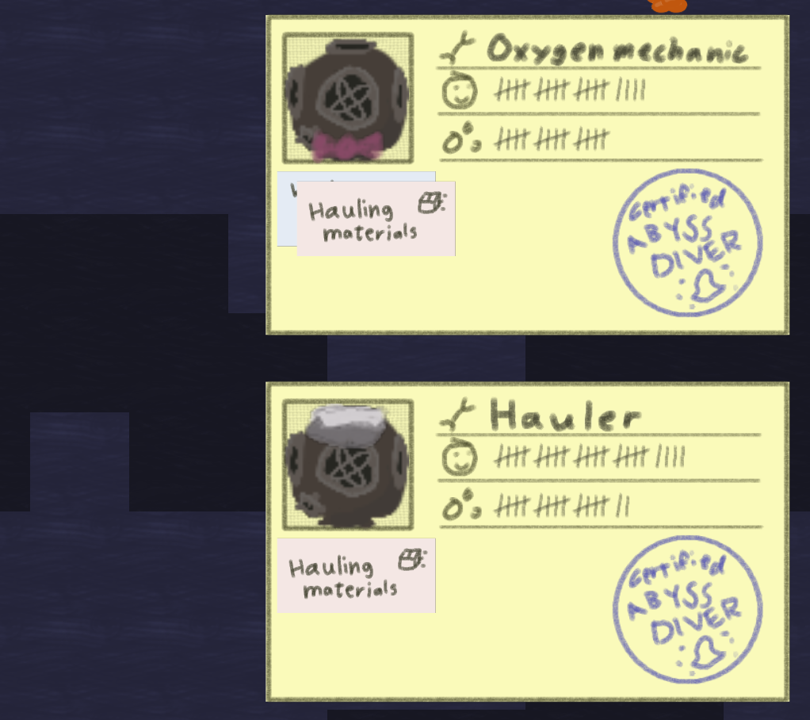 Oxygen mechanic
Hauling
materials
Certified
ABYSS
DIVER
Hauler
Hauling
materials
Certified
ABYSS
DIVER